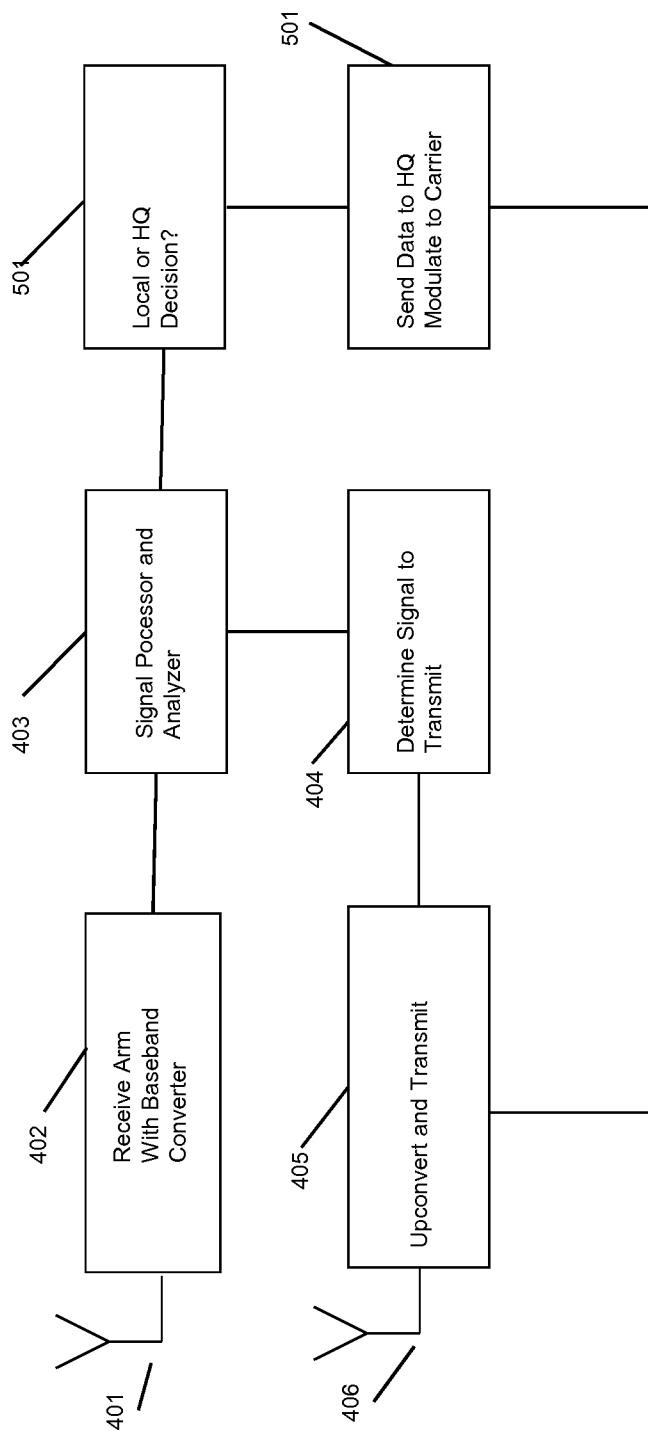 401
402
Receive Arm
With Baseband
Converter
403
Signal Pocessor and
Analyzer
501
Local or HQ
Decision?
406
405
Upconvert and Transmit
404
Determine Signal to
Transmit
501
Send Data to HQ
Modulate to Carrier